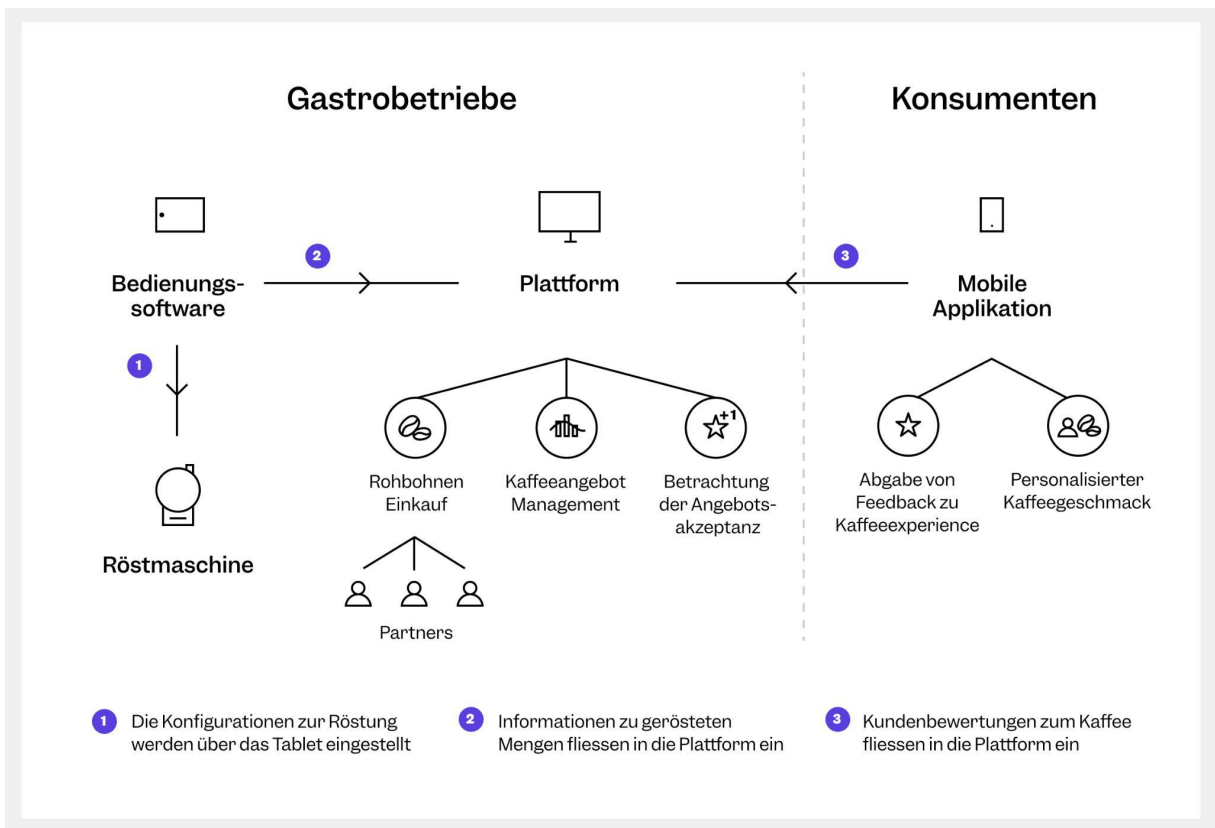 Gastrobetriebe
Konsumenten
2
3
Bedienungs-
software
Plattform
Mobile
Applikation
1
+1
Rohbohnen
Einkauf
Kaffeeangebot
Management
Betrachtung
der Angebots-
akzeptanz
Abgabe von
Feedback zu
Kaffeeexperience
Personalisierter
Kaffeegeschmack
Röstmaschine
Partners
1 Die Konfigurationen zur Röstung
werden über das Tablet eingestellt
2 Informationen zu gerösteten
Mengen fliessen in die Plattform ein
3 Kundenbewertungen zum Kaffee
fliessen in die Plattform ein